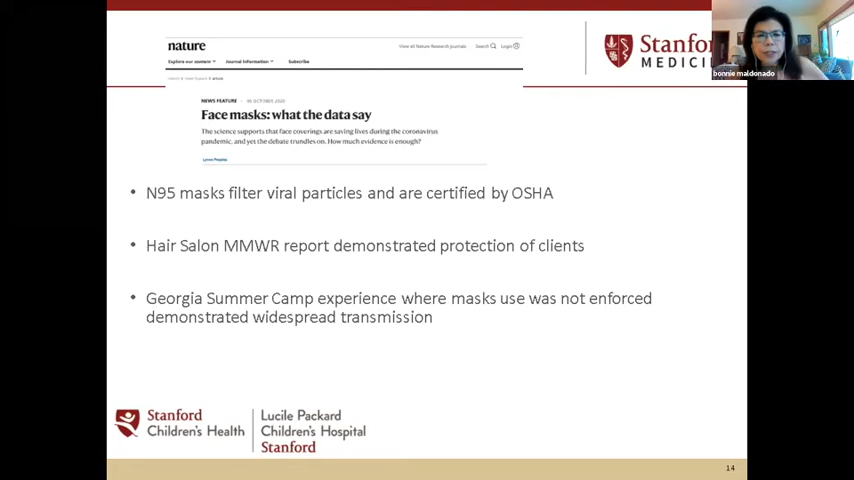 nature
View all Nature Research journals
Search
Login
Explore our content
Journal information
Subscribe
NEWS FEATURE
06 OCTOBER 2020
Face masks: what the data say
The science supports that face coverings are saving lives during the coronavirus
pandemic, and yet the debate trundles on. How much evidence is enough?
Lynne Peeples
Stanf
MEDICIN
bonnie maldonado
• N95 masks filter viral particles and are certified by OSHA
• Hair Salon MMWR report demonstrated protection of clients
• Georgia Summer Camp experience where masks use was not enforced
demonstrated widespread transmission
Stanford
Children's Health
Lucile Packard
Children's Hospital
Stanford
14